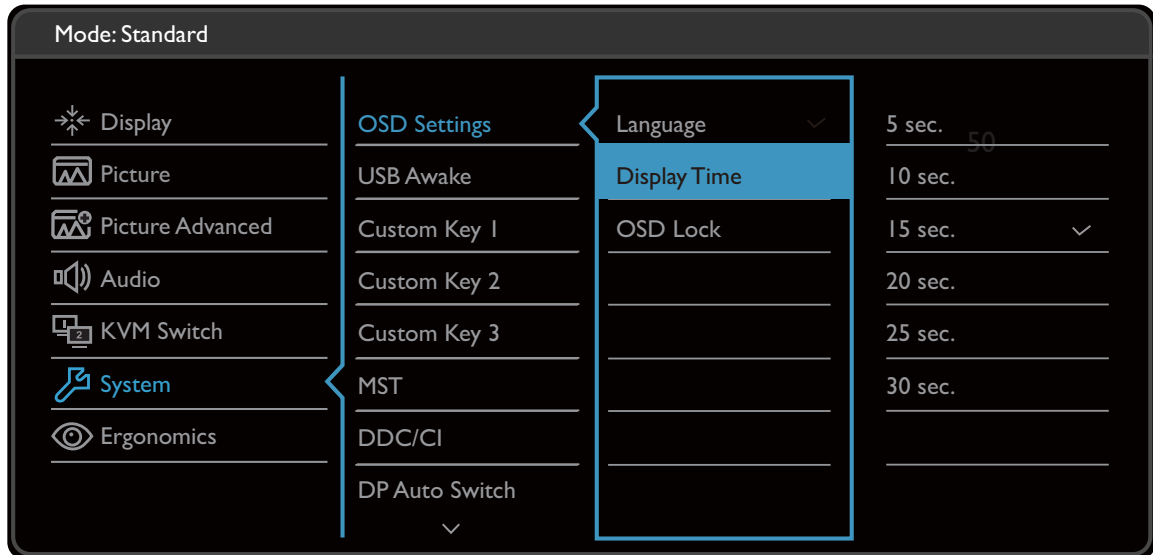 Mode: Standard
Display
Picture
Picture Advanced
Audio
1
2
KVM Switch
System
Ergonomics
OSD Settings
USB Awake
Custom Key 1
Custom Key 2
Custom Key 3
MST
DDC/CI
DP Auto Switch
Language
Display Time
OSD Lock
5 sec.
50
10 sec.
15 sec.
20 sec.
25 sec.
30 sec.